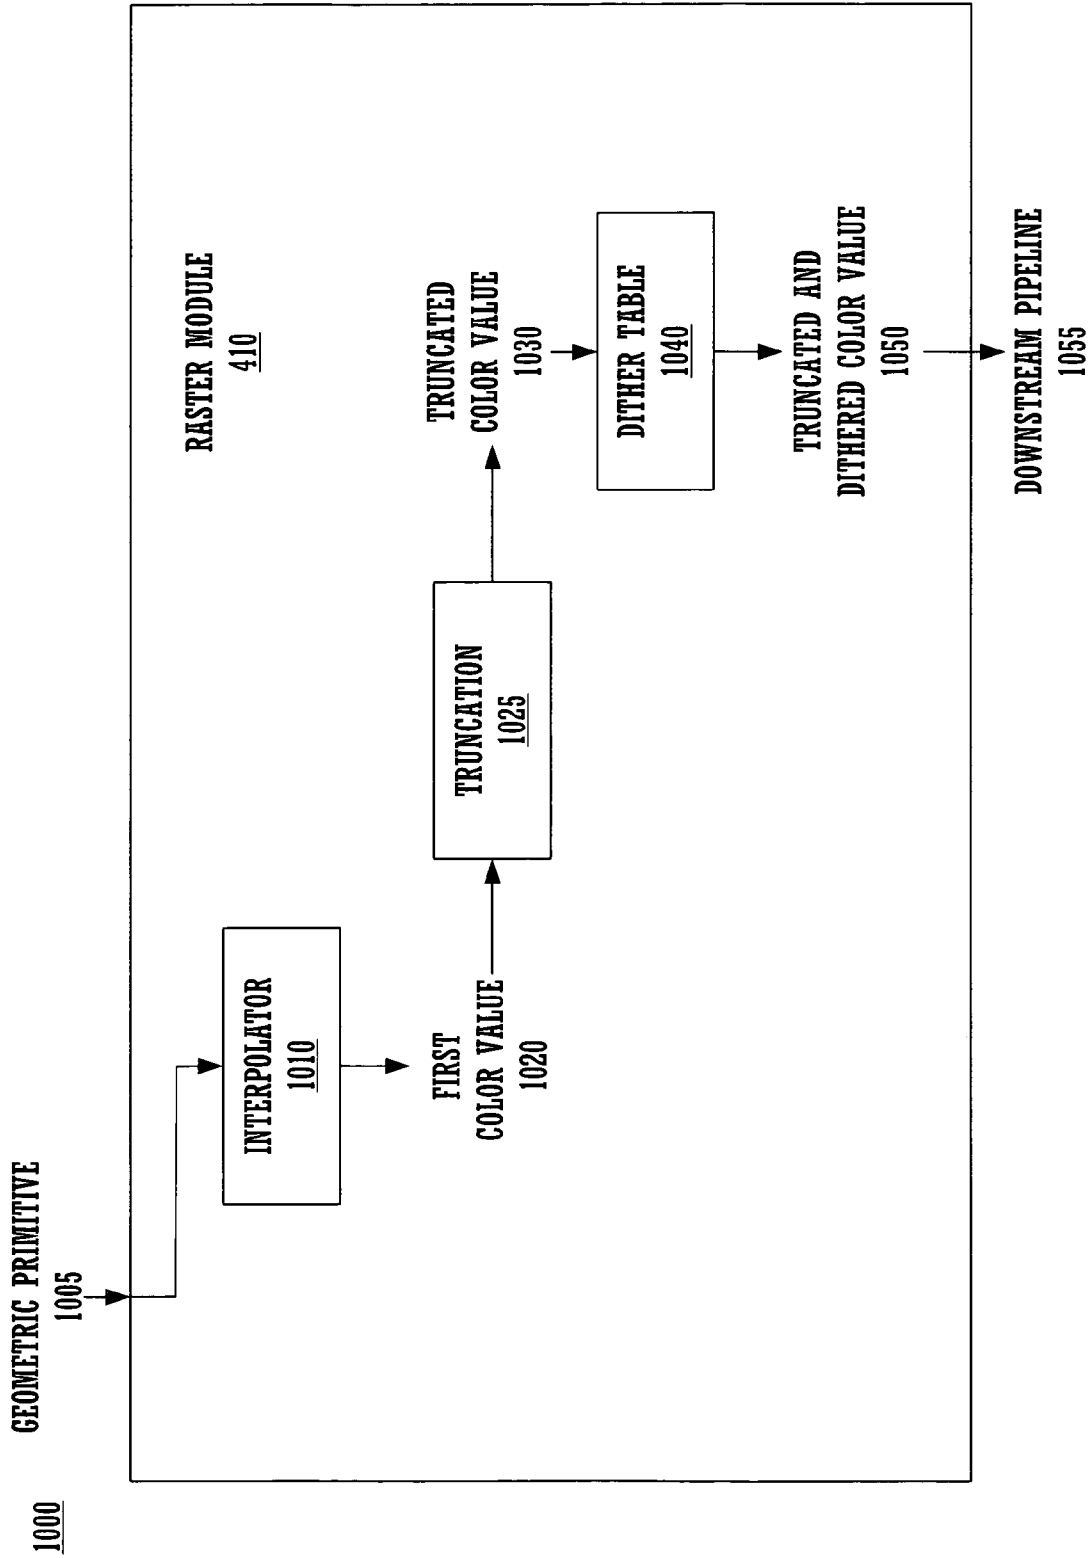 1000
GEOMETRIC PRIMITIVE
1005
RASTER MODULE
410
INTERPOLATOR
1010
FIRST
COLOR VALUE
1020
TRUNCATION
1025
TRUNCATED
COLOR VALUE
1030
DITHER TABLE
1040
TRUNCATED AND
DITHERED COLOR VALUE
1050
DOWNSTREAM PIPELINE
1055